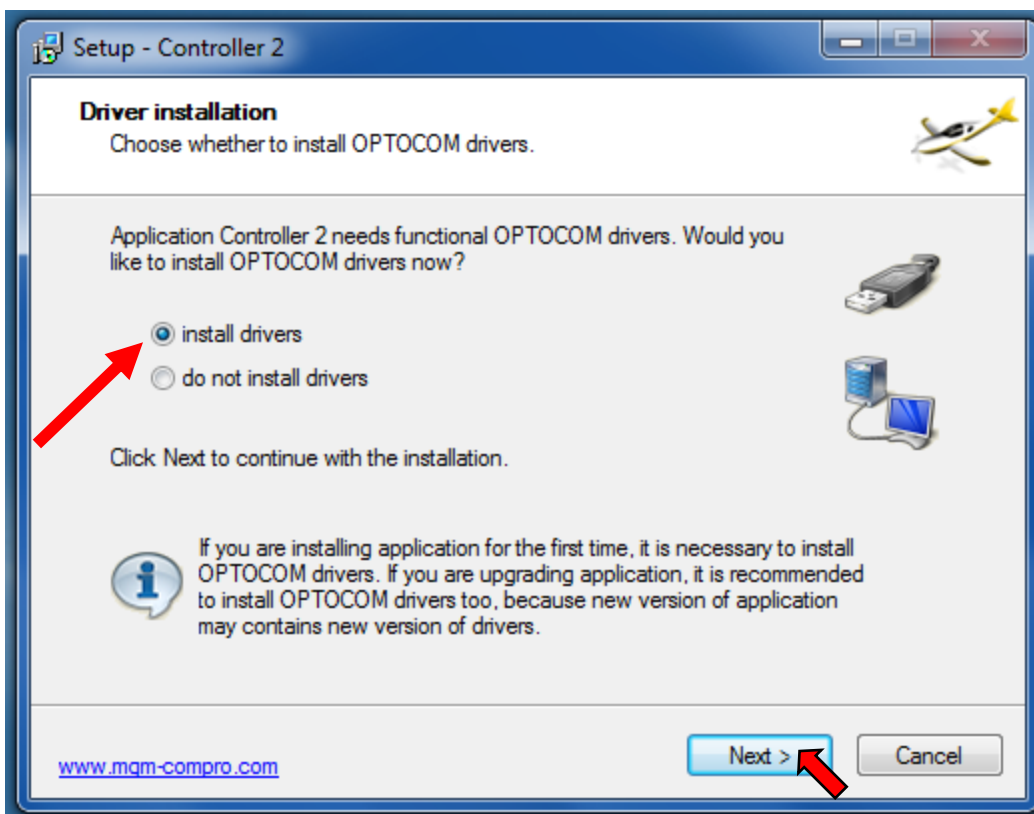 Setup - Controller 2
Driver installation
Choose whether to install OPTOCOM drivers.
Application Controller 2 needs functional OPTOCOM drivers. Would you
like to install OPTOCOM drivers now?
install drivers
do not install drivers
Click Next to continue with the installation.
If you are installing application for the first time, it is necessary to install
OPTOCOM drivers. If you are upgrading application, it is recommended
to install OPTOCOM drivers too, because new version of application
may contains new version of drivers.
www.mgm-compro.com
Next >
Cancel